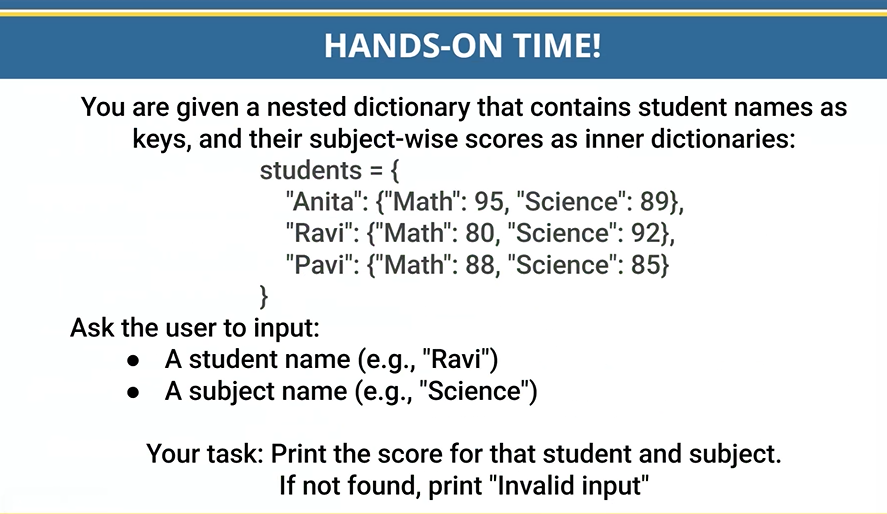 HANDS-ON TIME!
You are given a nested dictionary that contains student names as
keys, and their subject-wise scores as inner dictionaries:
students = {
"Anita": {"Math": 95, "Science": 89},
"Ravi": {"Math": 80, "Science": 92},
"Pavi": {"Math": 88, "Science": 85}
}
Ask the user to input:
● A student name (e.g., "Ravi")
● A subject name (e.g., "Science")
Your task: Print the score for that student and subject.
If not found, print "Invalid input"